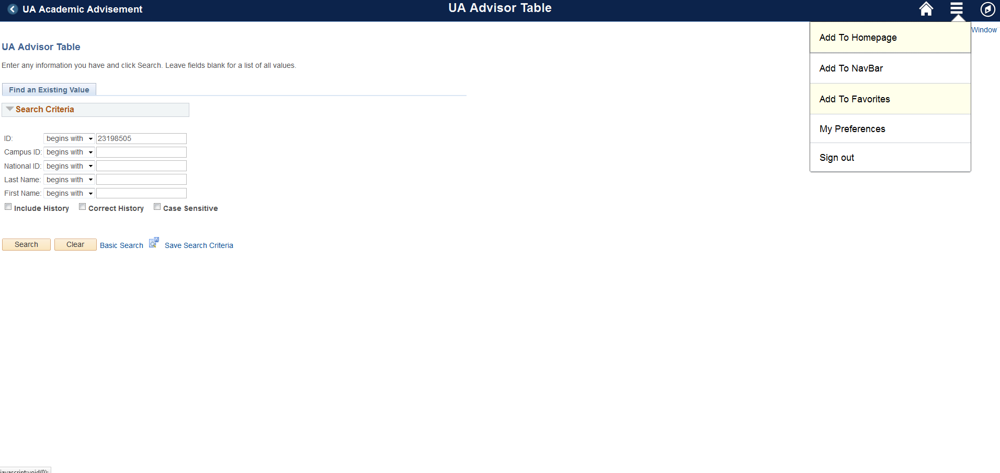 UA Academic Advisement
UA Advisor Table
Window
Add To Homepage
Add To NavBar
Add To Favorites
My Preferences
Sign out
UA Advisor Table
Enter any information you have and click Search. Leave fields blank for a list of all values.
Find an Existing Value
Search Criteria
ID: begins with 23198505
Campus ID: begins with
National ID: begins with
Last Name: begins with
First Name: begins with
Include History Correct History Case Sensitive
Search Clear Basic Search Save Search Criteria
javascript:void(0);